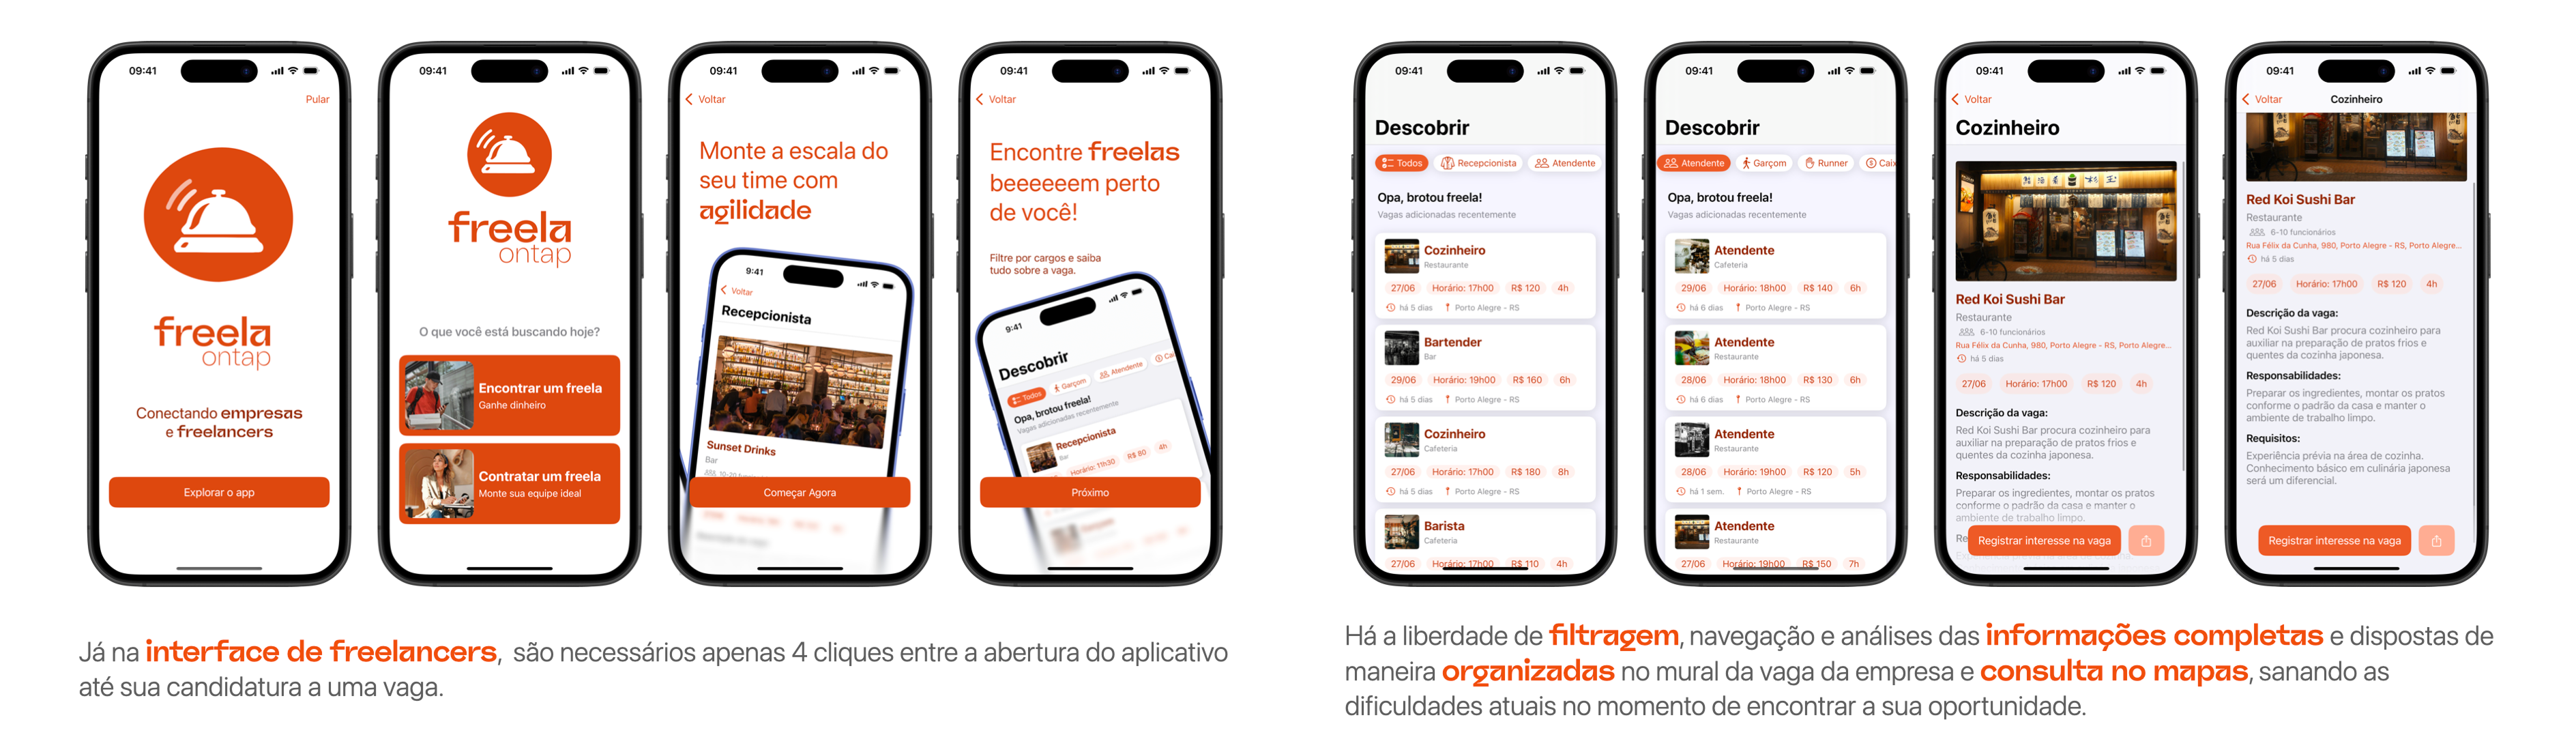 09:41
Pular
freela
ontap
Conectando empresas
e freelancers
Explorar o app
09:41
freela
ontap
O que você está buscando hoje?
Encontrar um freela
Ganhe dinheiro
Contratar um freela
Monte sua equipe ideal
09:41
Voltar
Monte a escala do
seu time com
agilidade
9:41
Voltar
Recepcionista
Sunset Drinks
Bar
Começar Agora
09:41
Voltar
Encontre freelas
beeeeeem perto
de você!
Filtre por cargos e saiba
tudo sobre a vaga.
9:41
Descobrir
Todos Garçom Atendente Cai
Opa, brotou freela!
Vagas adicionadas recentemente
Recepcionista
Bar
Horário: 11h30 R$ 80 4h
Próximo
Já na interface de freelancers, são necessários apenas 4 cliques entre a abertura do aplicativo
até sua candidatura a uma vaga.
09:41
Descobrir
Todos Recepcionista Atendente
Opa, brotou freela!
Vagas adicionadas recentemente
Cozinheiro
Restaurante
27/06 Horário: 17h00 R$ 120 4h
há 5 dias Porto Alegre - RS
Bartender
Bar
29/06 Horário: 19h00 R$ 160 6h
há 5 dias Porto Alegre - RS
Cozinheiro
Cafeteria
27/06 Horário: 17h00 R$ 180 8h
há 5 dias Porto Alegre - RS
Barista
Cafeteria
27/06 Horário: 17h00 R$ 110 4h
09:41
Descobrir
Atendente Garçom Runner Caix
Opa, brotou freela!
Vagas adicionadas recentemente
Atendente
Cafeteria
29/06 Horário: 18h00 R$ 140 6h
há 6 dias Porto Alegre - RS
Atendente
Restaurante
28/06 Horário: 18h00 R$ 130 6h
há 6 dias Porto Alegre - RS
Atendente
Restaurante
28/06 Horário: 19h00 R$ 120 5h
há 1 sem. Porto Alegre - RS
Atendente
Restaurante
27/06 Horário: 19h00 R$ 150 7h
09:41
Voltar
Cozinheiro
Red Koi Sushi Bar
Restaurante
6-10 funcionários
Rua Félix da Cunha, 980, Porto Alegre - RS, Porto Alegre...
há 5 dias
27/06 Horário: 17h00 R$ 120 4h
Descrição da vaga:
Red Koi Sushi Bar procura cozinheiro para
auxiliar na preparação de pratos frios e
quentes da cozinha japonesa.
Responsabilidades:
Preparar os ingredientes, montar os pratos
conforme o padrão da casa e manter o
ambiente de trabalho limpo.
Re
Registrar interesse na vaga
09:41
Voltar Cozinheiro
Red Koi Sushi Bar
Restaurante
6-10 funcionários
Rua Félix da Cunha, 980, Porto Alegre - RS, Porto Alegre...
há 5 dias
27/06 Horário: 17h00 R$ 120 4h
Descrição da vaga:
Red Koi Sushi Bar procura cozinheiro para
auxiliar na preparação de pratos frios e
quentes da cozinha japonesa.
Responsabilidades:
Preparar os ingredientes, montar os pratos
conforme o padrão da casa e manter o
ambiente de trabalho limpo.
Requisitos:
Experiência prévia na área de cozinha.
Conhecimento básico em culinária japonesa
será um diferencial.
Registrar interesse na vaga
Há a liberdade de filtragem, navegação e análises das informações completas e dispostas de
maneira organizadas no mural da vaga da empresa e consulta no mapas, sanando as
dificuldades atuais no momento de encontrar a sua oportunidade.